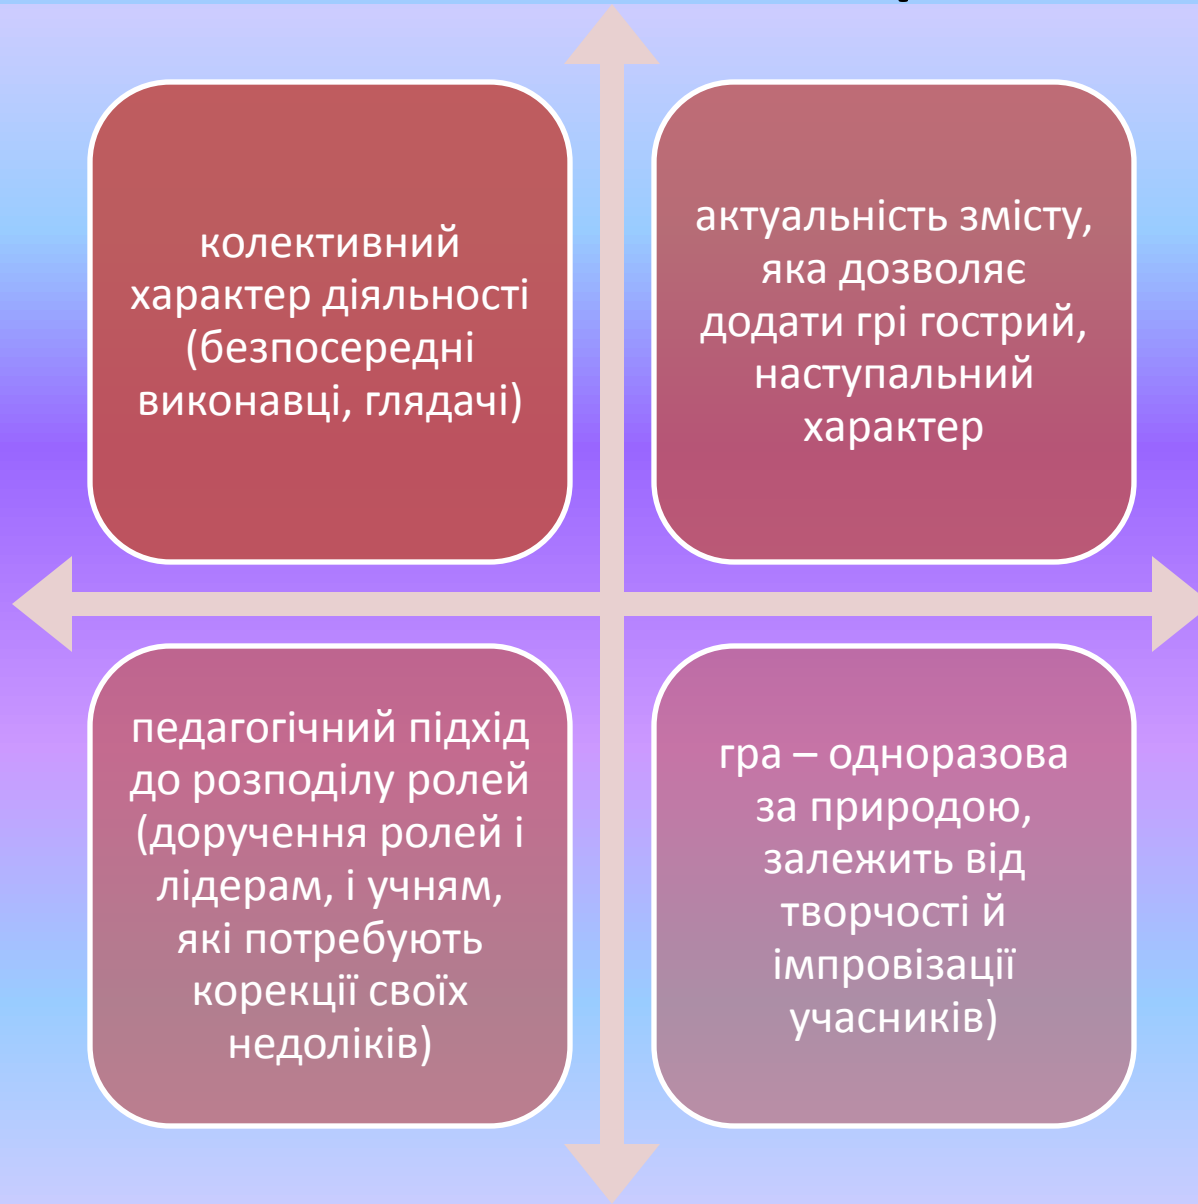 колективний
характер діяльності
(безпосередні
виконавці, глядачі)
актуальність змісту,
яка дозволяє
додати грі гострий,
наступальний
характер
педагогічний підхід
до розподілу ролей
(доручення ролей і
лідерам, і учням,
які потребують
корекції своїх
недоліків)
гра – одноразова
за природою,
залежить від
творчості й
імпровізації
учасників)